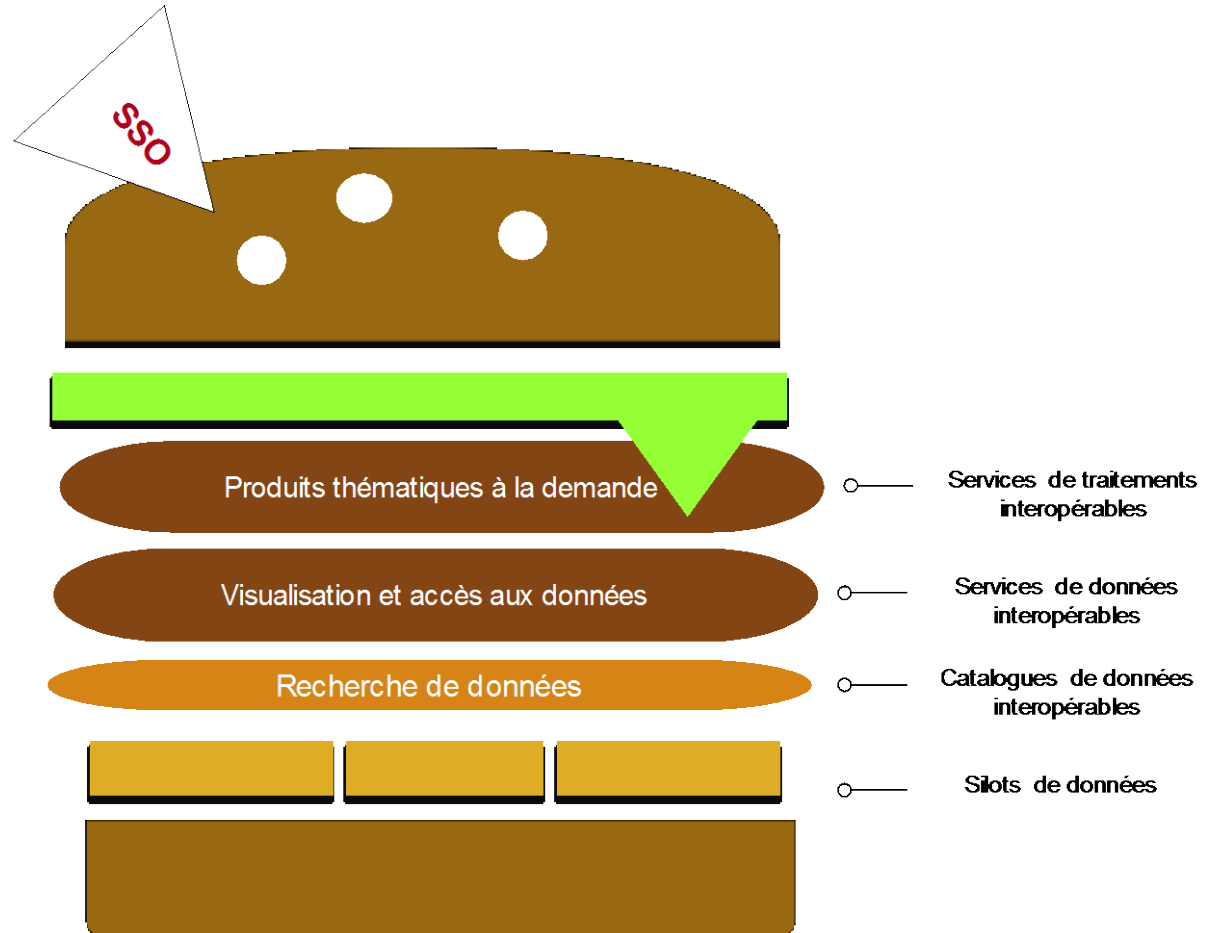 SSO
Produits thématiques à la demande
Services de traitements
interopérables
Visualisation et accès aux données
Services de données
interopérables
Recherche de données
Catalogues de données
interopérables
Silots de données